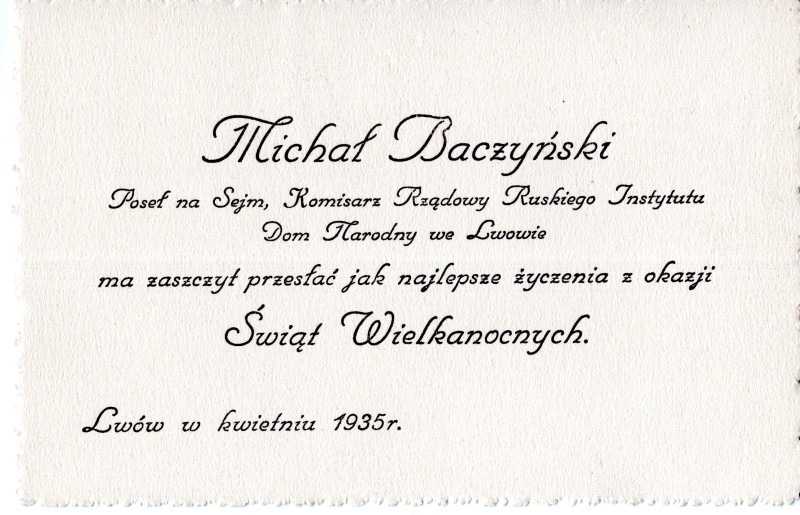 Michał Baczyński
Poseł na Sejm, Komisarz Rządowy Ruskiego Instytutu
Dom Narodny we Lwowie
ma zaszczyt przesłać jak najlepsze życzenia z okazji
Świąt Wielkanocnych.
Lwów w kwietniu 1935r.